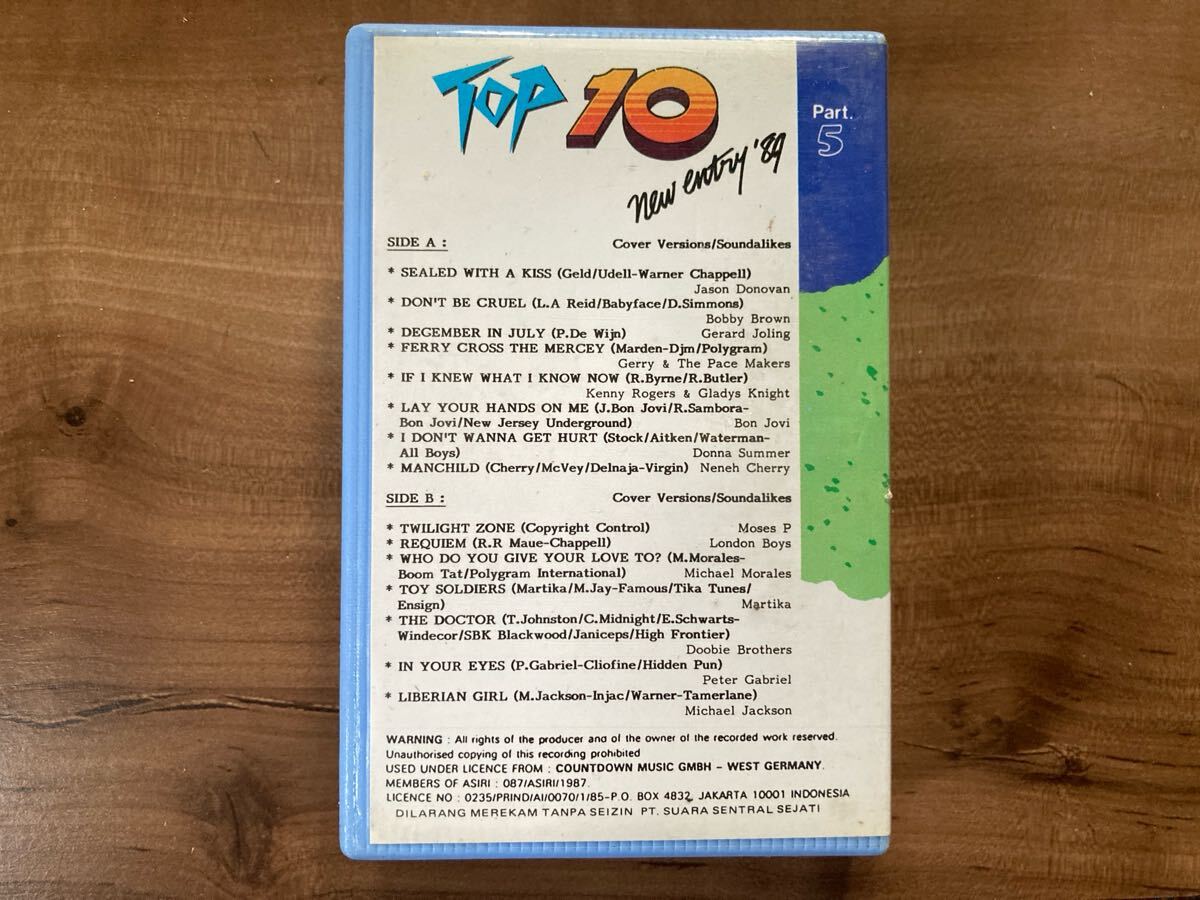 TOP 10
new entry '89
Part.
5
SIDE A : Cover Versions/Soundalikes
* SEALED WITH A KISS (Geld/Udell-Warner Chappell)
Jason Donovan
* DON'T BE CRUEL (L.A Reid/Babyface/D.Simmons)
Bobby Brown
* DECEMBER IN JULY (P.De Wijn) Gerard Joling
* FERRY CROSS THE MERCEY (Marden-Djm/Polygram)
Gerry & The Pace Makers
* IF I KNEW WHAT I KNOW NOW (R.Byrne/R.Butler)
Kenny Rogers & Gladys Knight
* LAY YOUR HANDS ON ME (J.Bon Jovi/R.Sambora-
Bon Jovi/New Jersey Underground) Bon Jovi
* I DON'T WANNA GET HURT (Stock/Aitken/Waterman-
All Boys) Donna Summer
* MANCHILD (Cherry/McVey/Delnaja-Virgin) Neneh Cherry
SIDE B : Cover Versions/Soundalikes
* TWILIGHT ZONE (Copyright Control) Moses P
* REQUIEM (R.R Maue-Chappell) London Boys
* WHO DO YOU GIVE YOUR LOVE TO? (M.Morales-
Boom Tat/Polygram International) Michael Morales
* TOY SOLDIERS (Martika/M.Jay-Famous/Tika Tunes/
Ensign) Martika
* THE DOCTOR (T.Johnston/C.Midnight/E.Schwarts-
Windecor/SBK Blackwood/Janiceps/High Frontier)
Doobie Brothers
* IN YOUR EYES (P.Gabriel-Cliofine/Hidden Pun)
Peter Gabriel
* LIBERIAN GIRL (M.Jackson-Injac/Warner-Tamerlane)
Michael Jackson
WARNING : All rights of the producer and of the owner of the recorded work reserved.
Unauthorised copying of this recording prohibited
USED UNDER LICENCE FROM : COUNTDOWN MUSIC GMBH - WEST GERMANY.
MEMBERS OF ASIRI : 087/ASIRI/1987.
LICENCE NO : 0235/PRIND/AI/0070/1/85-P.O. BOX 4832, JAKARTA 10001 INDONESIA
DILARANG MEREKAM TANPA SEIZIN PT. SUARA SENTRAL SEJATI